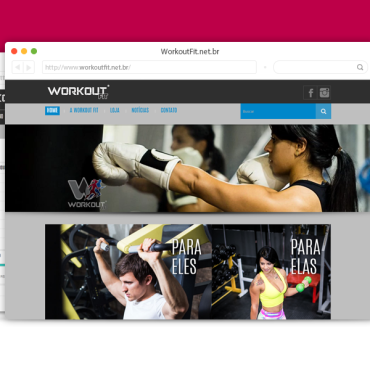 WorkoutFit.net.br
http://www.workoutfit.net.br/
WORKOUT
FIT
HOME A WORKOUT FIT LOJA NOTÍCIAS CONTATO
WORKOUT
PARA
ELES
PARA
ELAS